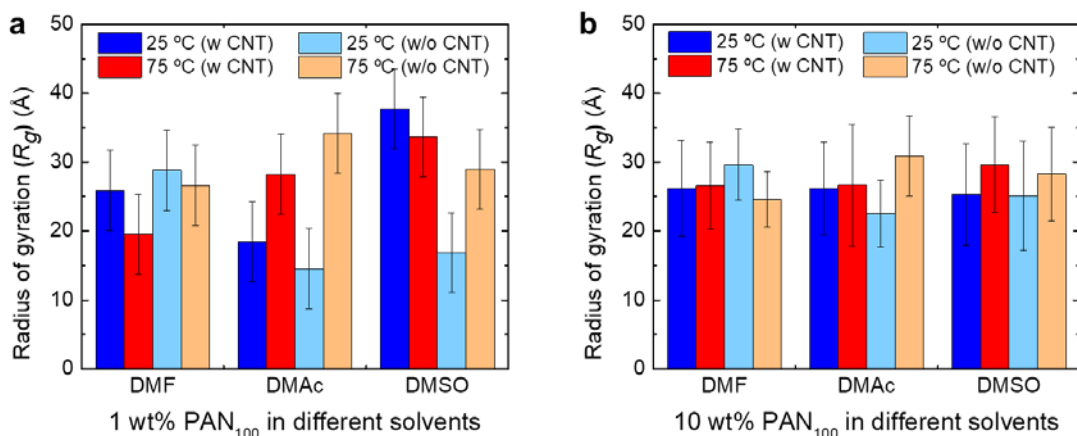 a
50
40
30
20
10
0
Radius of gyration (Rg) (Å)
25 ºC (w CNT) 25 ºC (w/o CNT)
75 ºC (w CNT) 75 ºC (w/o CNT)
DMF DMAc DMSO
1 wt% PAN100 in different solvents
b
50
40
30
20
10
0
Radius of gyration (Rg) (Å)
25 ºC (w CNT) 25 ºC (w/o CNT)
75 ºC (w CNT) 75 ºC (w/o CNT)
DMF DMAc DMSO
10 wt% PAN100 in different solvents